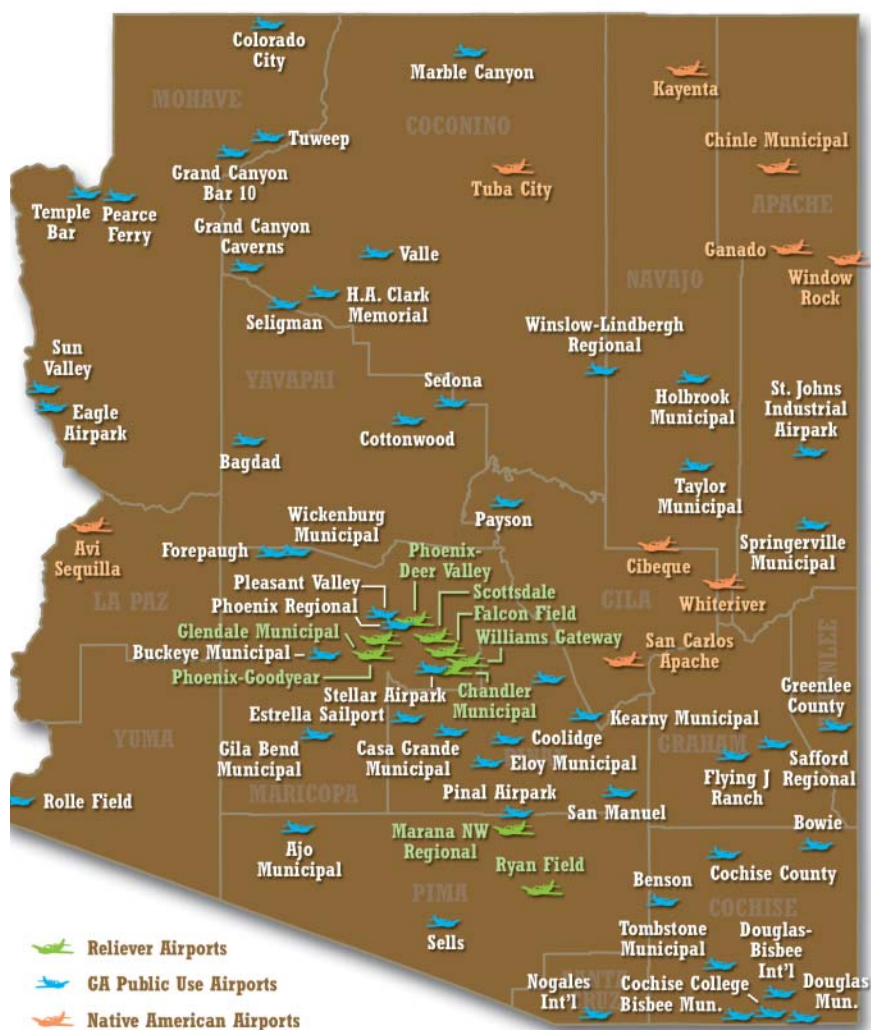 Colorado
City
Marble Canyon
Kayenta
MOHAVE
COCONINO
Tuweep
Chinle Municipal
Grand Canyon
Bar 10
Tuba City
APACHE
Temple
Bar
Pearce
Ferry
Grand Canyon
Caverns
Valle
Ganado
Window
Rock
NAVAJO
Seligman
H.A. Clark
Memorial
Winslow-Lindbergh
Regional
Sun
Valley
YAVAPAI
Sedona
Holbrook
Municipal
St. Johns
Industrial
Airpark
Eagle
Airpark
Cottonwood
Bagdad
Taylor
Municipal
Payson
Wickenburg
Municipal
Avi
Sequilla
Forepaugh
Phoenix-
Deer Valley
Springerville
Municipal
Cibeque
Pleasant Valley
Scottsdale
LA PAZ
Phoenix Regional
Falcon Field
GILA
Whiteriver
Glendale Municipal
Williams Gateway
Buckeye Municipal
San Carlos
Apache
GREENLEE
Phoenix-Goodyear
Stellar Airpark
Chandler
Municipal
Greenlee
County
Estrella Sailport
Kearny Municipal
YUMA
Gila Bend
Municipal
Casa Grande
Municipal
Coolidge
PINAL
GRAHAM
Eloy Municipal
Flying J
Ranch
Safford
Regional
MARICOPA
Pinal Airpark
San Manuel
Rolle Field
Bowie
Ajo
Municipal
Marana NW
Regional
Ryan Field
Cochise County
Benson
PIMA
COCHISE
Sells
Tombstone
Municipal
Douglas-
Bisbee
Int'l
SANTA
CRUZ
Nogales
Int'l
Cochise College
Bisbee Mun.
Douglas
Mun.
Reliever Airports
GA Public Use Airports
Native American Airports